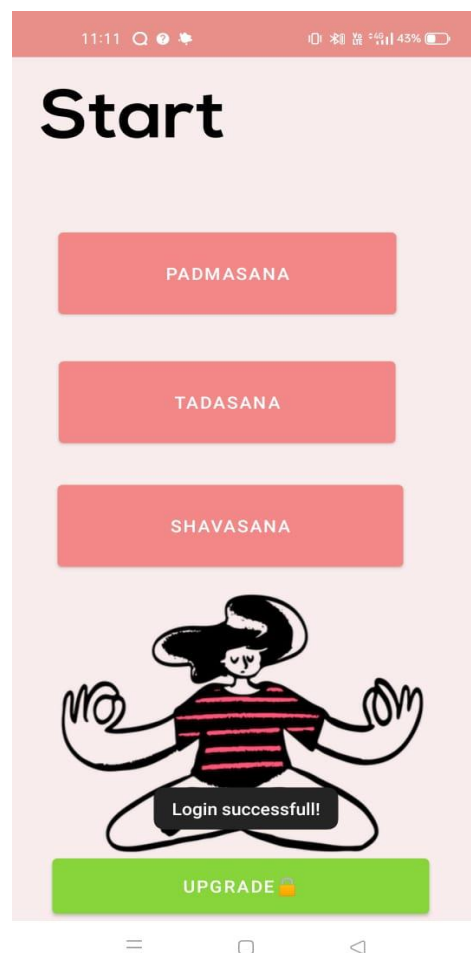 11:11 43%
Start
PADMASANA
TADASANA
SHAVASANA
Login successfull!
UPGRADE🔒